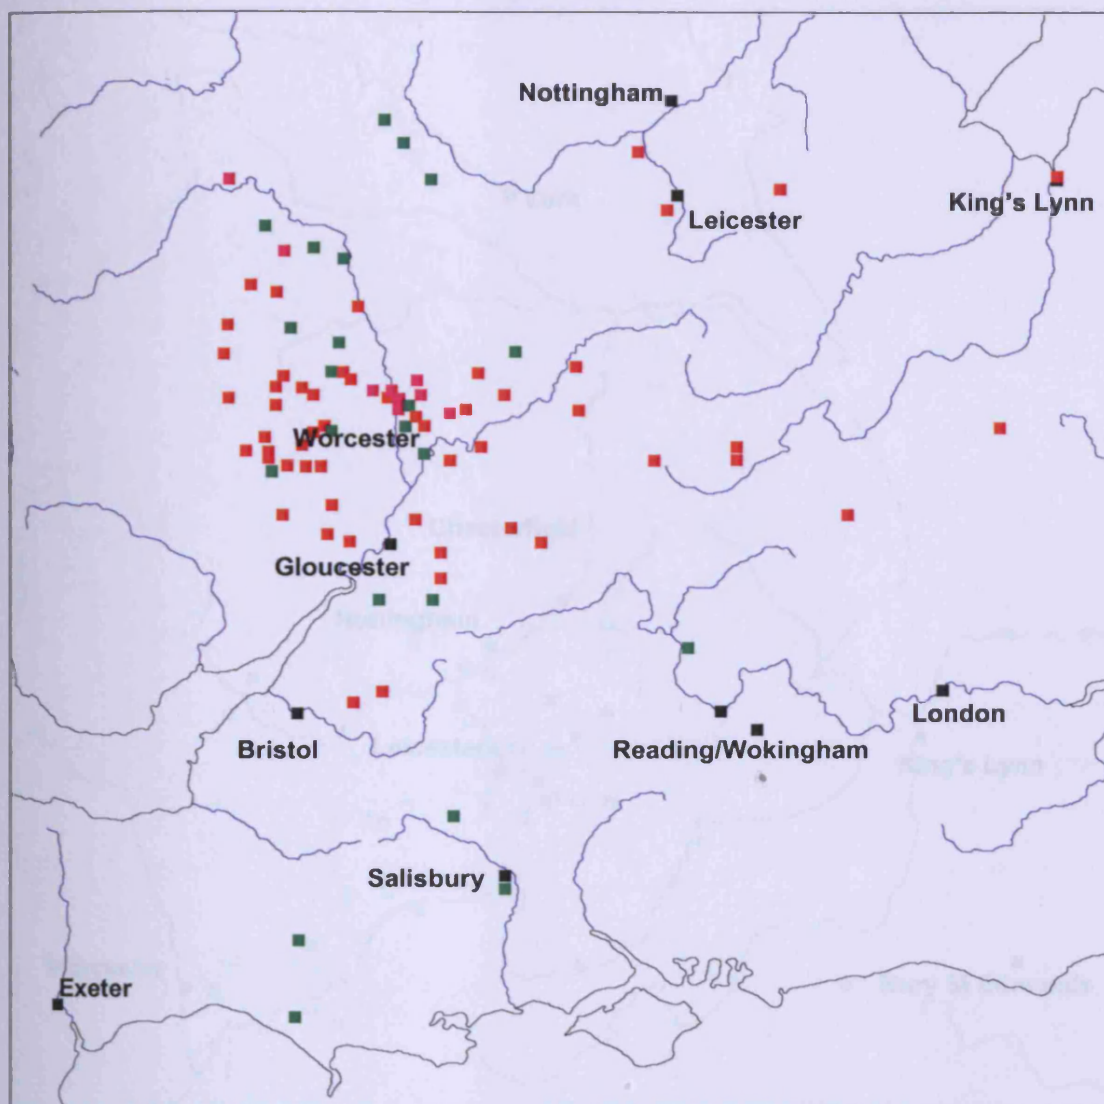 Nottingham
King's Lynn
Leicester
Worcester
Gloucester
London
Bristol
Reading/Wokingham
Salisbury
Exeter